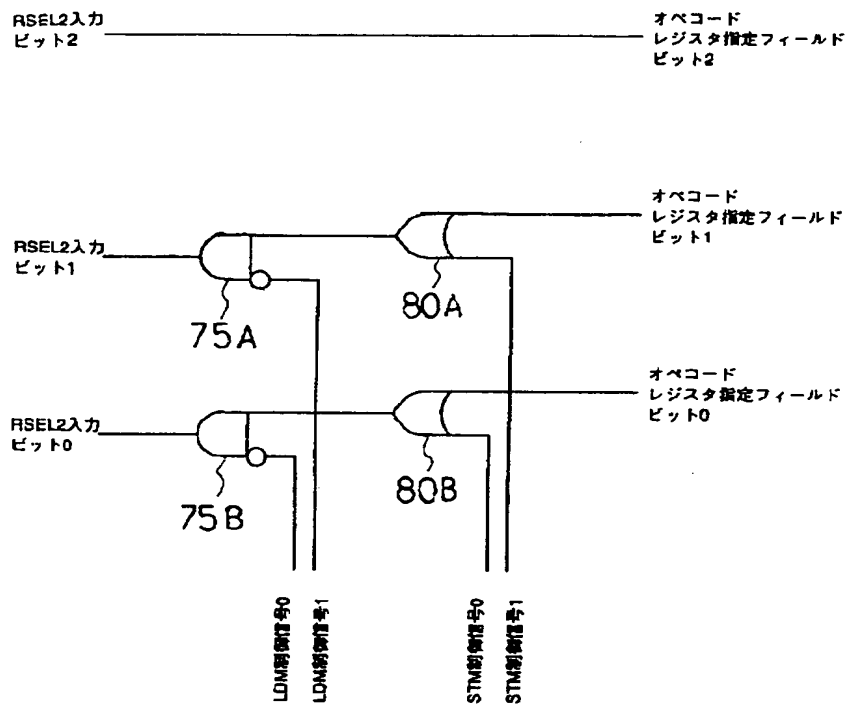 RSEL2入力
ビット2
オペコード
レジスタ指定フィールド
ビット2
オペコード
レジスタ指定フィールド
ビット1
RSEL2入力
ビット1
75A
80A
オペコード
レジスタ指定フィールド
ビット0
RSEL2入力
ビット0
75B
80B
LDM制御信号0
LDM制御信号1
STM制御信号0
STM制御信号1